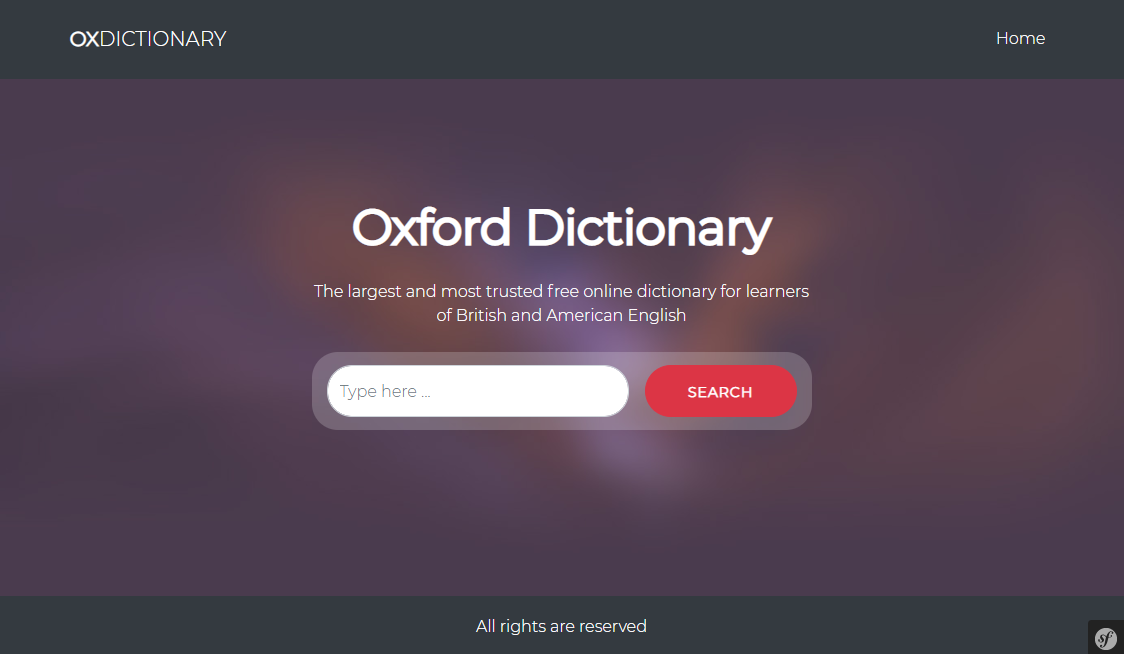 OXDICTIONARY
Home
Oxford Dictionary
The largest and most trusted free online dictionary for learners
of British and American English
Type here ...
SEARCH
All rights are reserved
sf